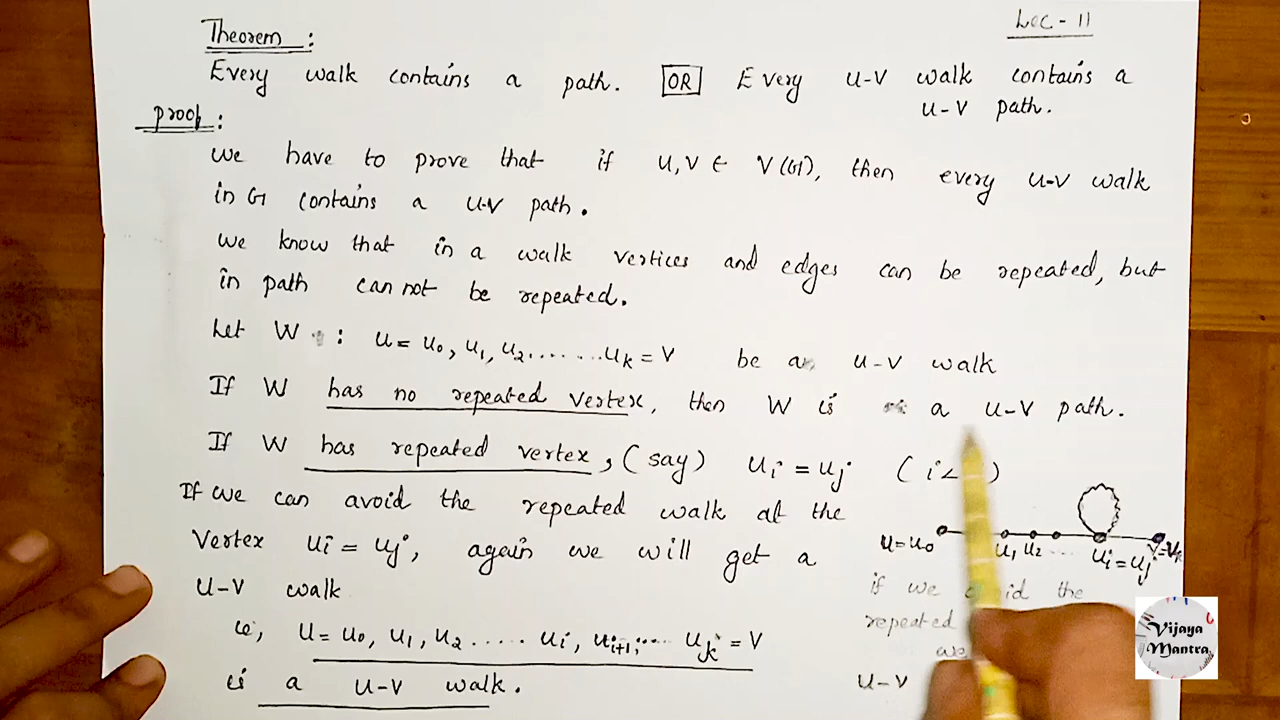 Lec - 11
Theorem :
Every walk contains a path. OR Every u-v walk contains a
u-v path.
proof :
We have to prove that if u,v ∈ V(G), then every u-v walk
in G contains a u-v path.
We know that in a walk vertices and edges can be repeated, but
in path can not be repeated.
Let W : u = u₀, u₁, u₂ ....... uₖ = v be a u-v walk
If W has no repeated vertex, then W is a u-v path.
If W has repeated vertex, (say) uᵢ = uⱼ (i< )
If we can avoid the repeated walk at the
vertex uᵢ = uⱼ, again we will get a
u-v walk
ie, u = u₀, u₁, u₂ ..... uᵢ, uᵢ₊₁, .... uₖ = v
is a u-v walk.
u=u₀ u₁ u₂ .... uᵢ = uⱼ v=uₖ
if we the
repeated
u-v
Vijaya
Mantra